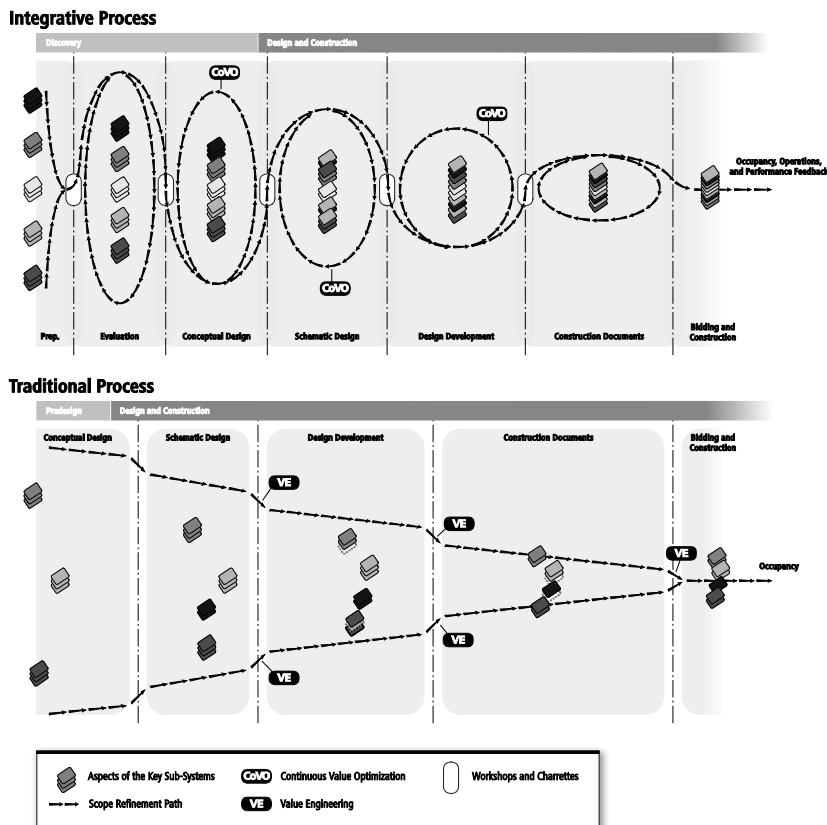 Integrative Process
Discovery
Design and Construction
CoVO
CoVO
Occupancy, Operations,
and Performance Feedback
CoVO
Prep.
Evaluation
Conceptual Design
Schematic Design
Design Development
Construction Documents
Bidding and
Construction
Traditional Process
Predesign
Design and Construction
Conceptual Design
Schematic Design
Design Development
Construction Documents
Bidding and
Construction
VE
VE
VE
Occupancy
VE
VE
Aspects of the Key Sub-Systems
CoVO
Continuous Value Optimization
Workshops and Charrettes
Scope Refinement Path
VE
Value Engineering